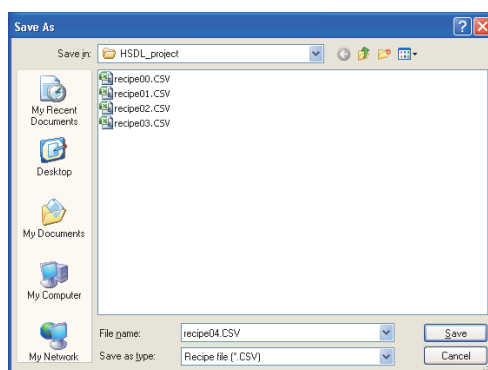 Save As
Save in:
HSDL_project
recipe00.CSV
recipe01.CSV
recipe02.CSV
recipe03.CSV
My Recent
Documents
Desktop
My Documents
My Computer
My Network
File name:
recipe04.CSV
Save
Save as type:
Recipe file (*.CSV)
Cancel